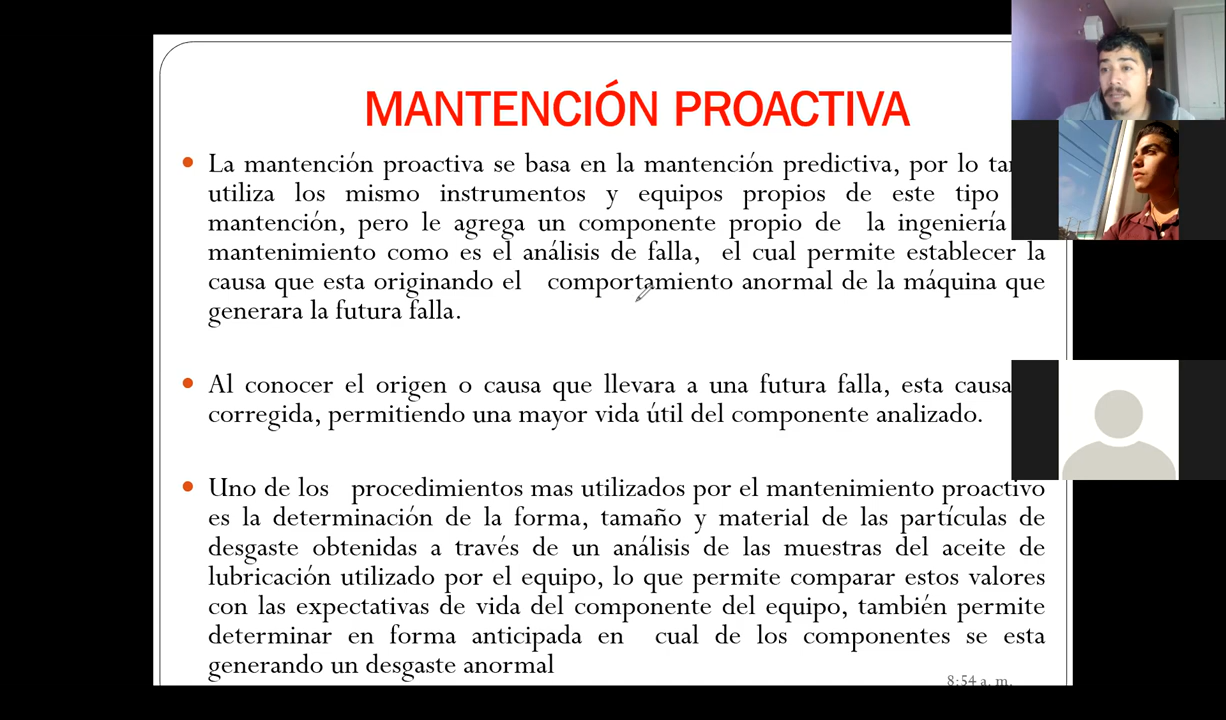 MANTENCIÓN PROACTIVA
La mantención proactiva se basa en la mantención predictiva, por lo
utiliza los mismo instrumentos y equipos propios de este tipo
mantención, pero le agrega un componente propio de la ingeniería
mantenimiento como es el análisis de falla, el cual permite establecer la
causa que esta originando el comportamiento anormal de la máquina que
generara la futura falla.
Al conocer el origen o causa que llevara a una futura falla, esta causa
corregida, permitiendo una mayor vida útil del componente analizado.
Uno de los procedimientos mas utilizados por el mantenimiento proactivo
es la determinación de la forma, tamaño y material de las partículas de
desgaste obtenidas a través de un análisis de las muestras del aceite de
lubricación utilizado por el equipo, lo que permite comparar estos valores
con las expectativas de vida del componente del equipo, también permite
determinar en forma anticipada en cual de los componentes se esta
generando un desgaste anormal
8:54 a. m.